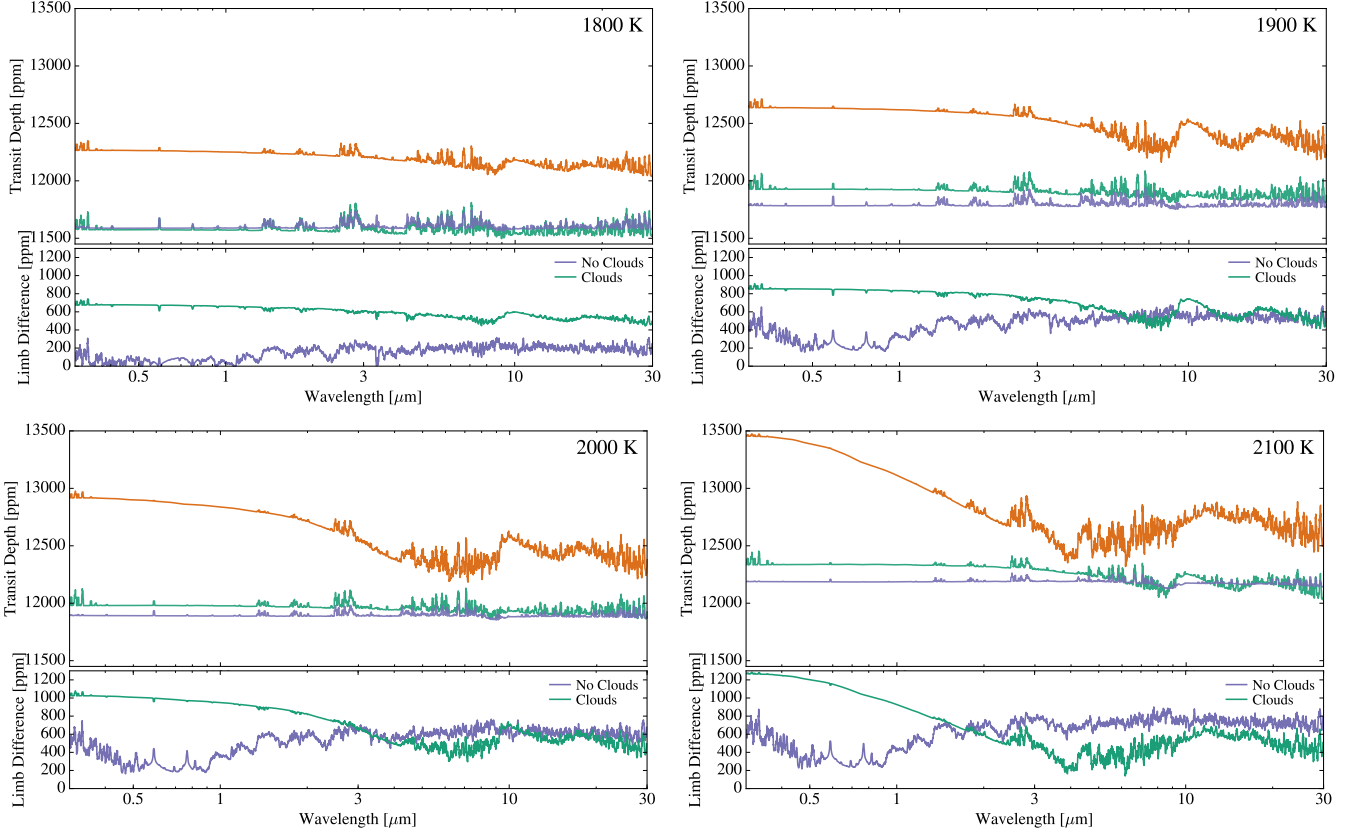 1800 K
13500
13000
12500
12000
11500
Transit Depth [ppm]
1200
1000
800
600
400
200
0
Limb Difference [ppm]
No Clouds
Clouds
0.5 1 3 10 30
Wavelength [μm]
1900 K
13500
13000
12500
12000
11500
Transit Depth [ppm]
1200
1000
800
600
400
200
0
Limb Difference [ppm]
No Clouds
Clouds
0.5 1 3 10 30
Wavelength [μm]
2000 K
13500
13000
12500
12000
11500
Transit Depth [ppm]
1200
1000
800
600
400
200
0
Limb Difference [ppm]
No Clouds
Clouds
0.5 1 3 10 30
Wavelength [μm]
2100 K
13500
13000
12500
12000
11500
Transit Depth [ppm]
1200
1000
800
600
400
200
0
Limb Difference [ppm]
No Clouds
Clouds
0.5 1 3 10 30
Wavelength [μm]